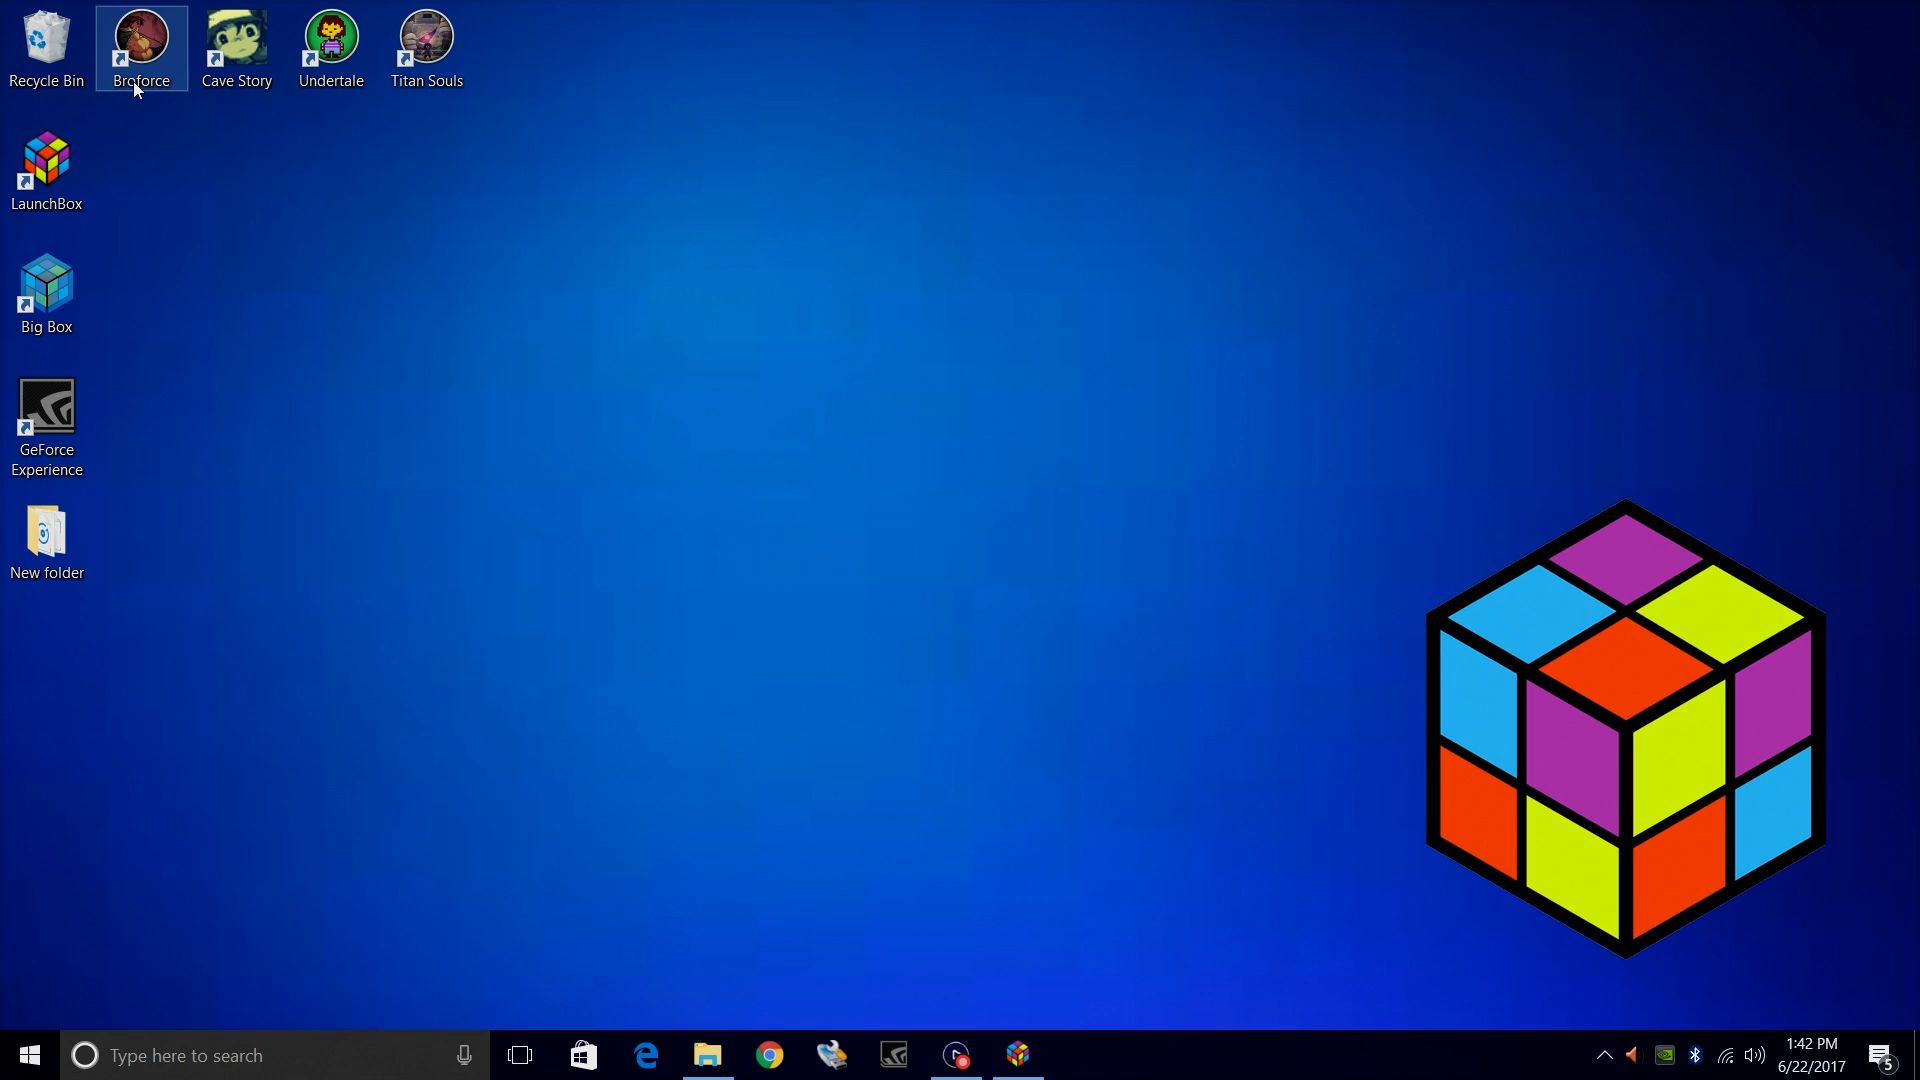 Recycle Bin
Broforce
Cave Story
Undertale
Titan Souls
LaunchBox
Big Box
GeForce
Experience
New folder
Type here to search
1:42 PM
6/22/2017
5